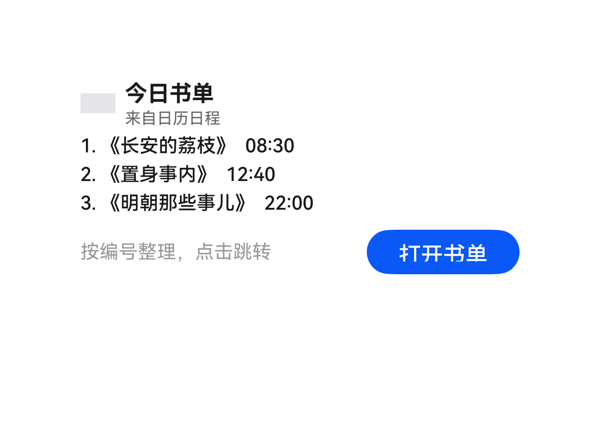 今日书单
来自日历日程
1. 《长安的荔枝》 08:30
2. 《置身事内》 12:40
3. 《明朝那些事儿》 22:00
按编号整理，点击跳转
打开书单